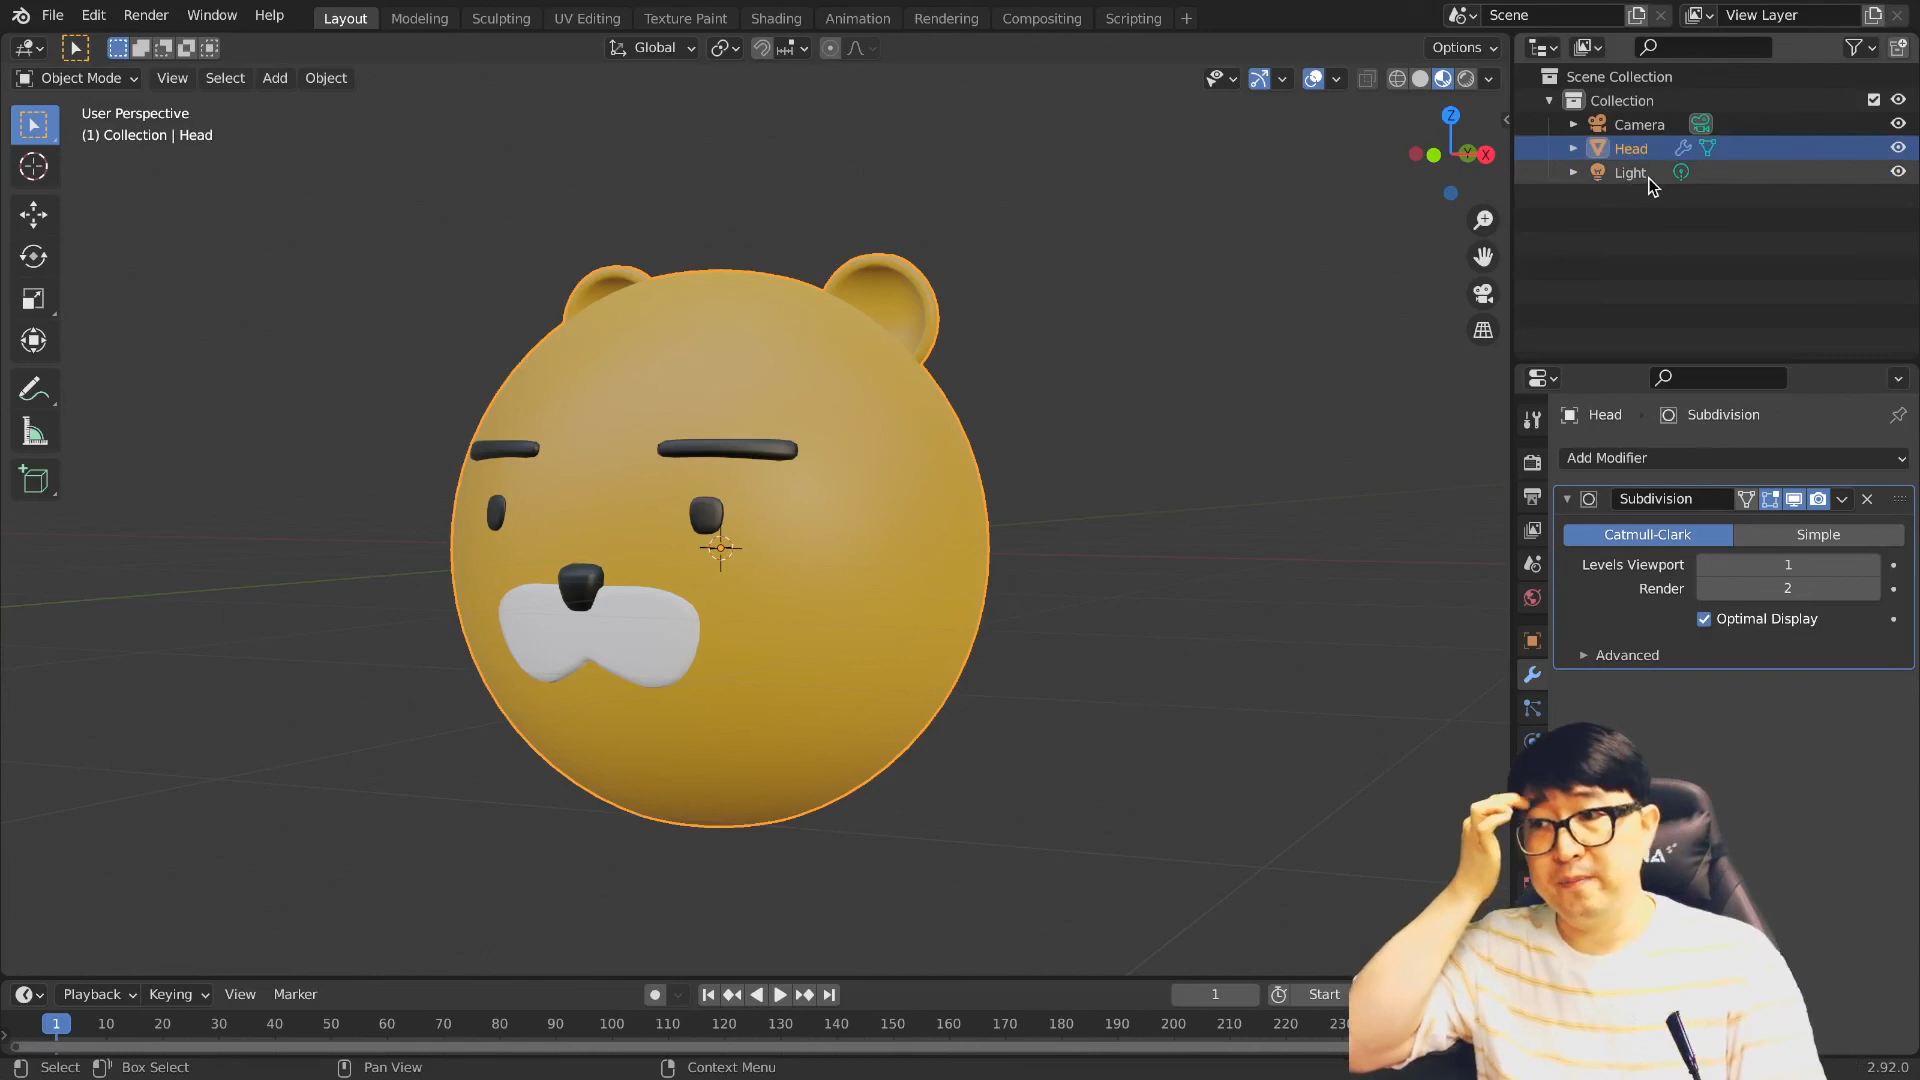 File Edit Render Window Help Layout Modeling Sculpting UV Editing Texture Paint Shading Animation Rendering Compositing Scripting + Scene View Layer
Global Options
Object Mode View Select Add Object
User Perspective
(1) Collection | Head
Z
Y X
Scene Collection
Collection
Camera
Head
Light
Head Subdivision
Add Modifier
Subdivision
Catmull-Clark Simple
Levels Viewport 1
Render 2
Optimal Display
Advanced
Playback Keying View Marker 1 Start
1 10 20 30 40 50 60 70 80 90 100 110 120 130 140 150 160 170 180 190 200 210 220
Select Box Select Pan View Context Menu 2.92.0